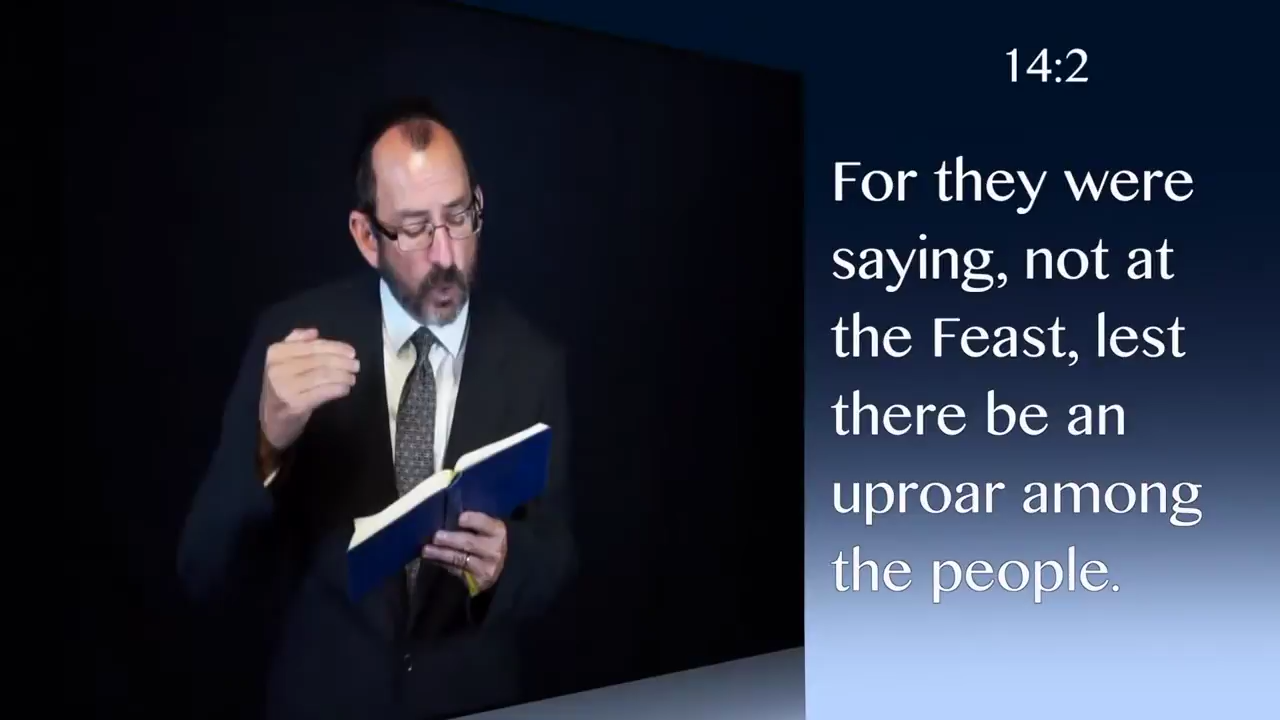 14:2
For they were
saying, not at
the Feast, lest
there be an
uproar among
the people.